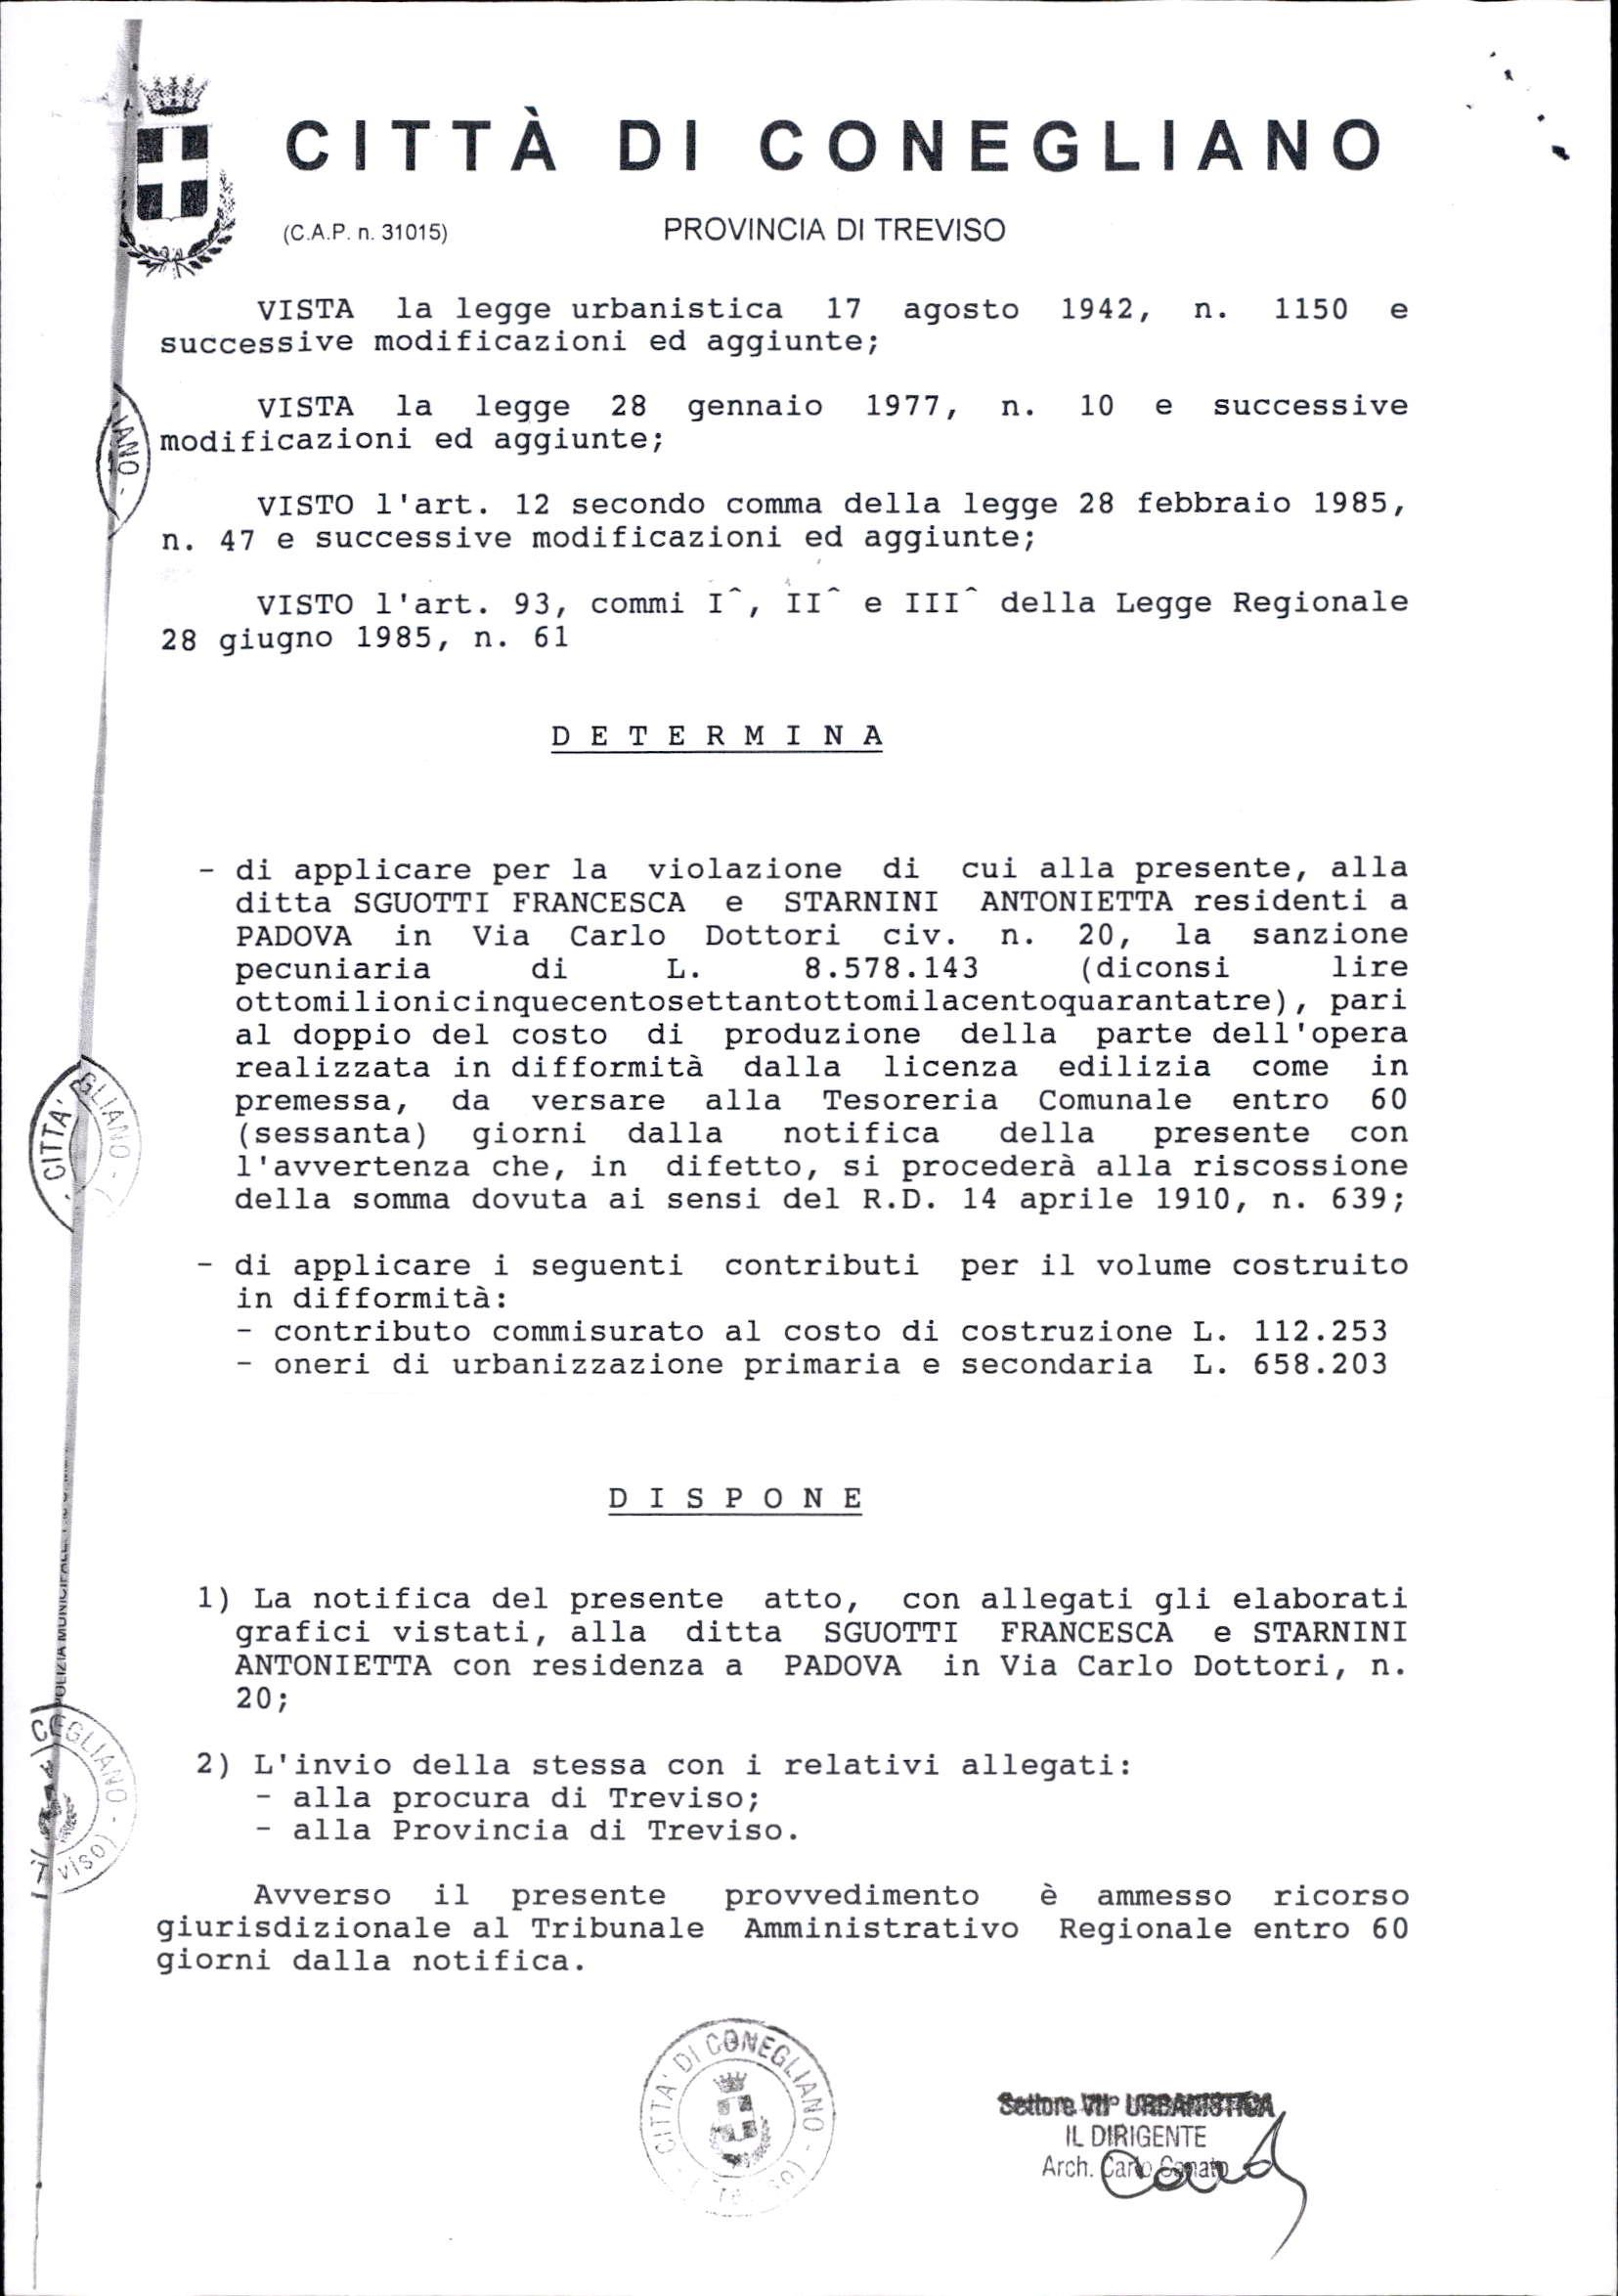 CITTÀ DI CONEGLIANO
(C.A.P. n. 31015) PROVINCIA DI TREVISO
VISTA la legge urbanistica 17 agosto 1942, n. 1150 e
successive modificazioni ed aggiunte;
VISTA la legge 28 gennaio 1977, n. 10 e successive
modificazioni ed aggiunte;
VISTO l'art. 12 secondo comma della legge 28 febbraio 1985,
n. 47 e successive modificazioni ed aggiunte;
VISTO l'art. 93, commi I^, II^ e III^ della Legge Regionale
28 giugno 1985, n. 61
D E T E R M I N A
- di applicare per la violazione di cui alla presente, alla
ditta SGUOTTI FRANCESCA e STARNINI ANTONIETTA residenti a
PADOVA in Via Carlo Dottori civ. n. 20, la sanzione
pecuniaria di L. 8.578.143 (diconsi lire
ottomilionicinquecentosettantottomilacentoquarantatre), pari
al doppio del costo di produzione della parte dell'opera
realizzata in difformità dalla licenza edilizia come in
premessa, da versare alla Tesoreria Comunale entro 60
(sessanta) giorni dalla notifica della presente con
l'avvertenza che, in difetto, si procederà alla riscossione
della somma dovuta ai sensi del R.D. 14 aprile 1910, n. 639;
- di applicare i seguenti contributi per il volume costruito
in difformità:
- contributo commisurato al costo di costruzione L. 112.253
- oneri di urbanizzazione primaria e secondaria L. 658.203
D I S P O N E
1) La notifica del presente atto, con allegati gli elaborati
grafici vistati, alla ditta SGUOTTI FRANCESCA e STARNINI
ANTONIETTA con residenza a PADOVA in Via Carlo Dottori, n.
20;
2) L'invio della stessa con i relativi allegati:
- alla procura di Treviso;
- alla Provincia di Treviso.
Avverso il presente provvedimento è ammesso ricorso
giurisdizionale al Tribunale Amministrativo Regionale entro 60
giorni dalla notifica.
CITTA' DI CONEGLIANO
Settore VII° URBANISTICA
IL DIRIGENTE
Arch. Carlo Canato